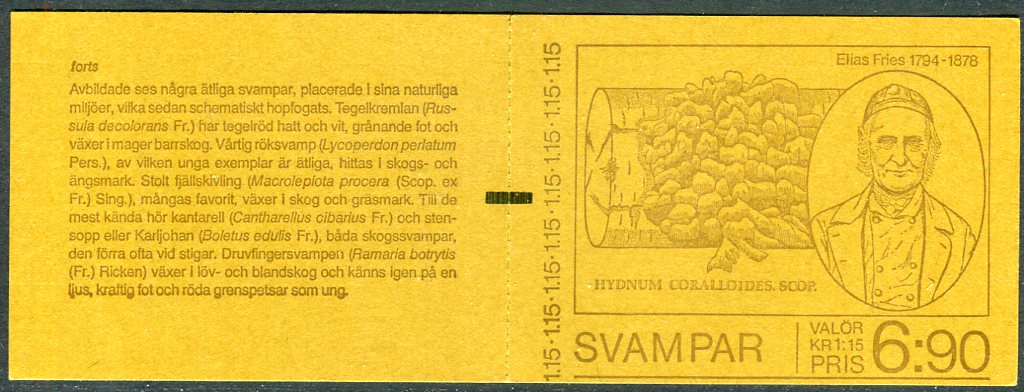 forts
Avbildade ses några ätliga svampar, placerade i sina naturliga
miljöer, vilka sedan schematiskt hopfogats. Tegelkremlan (Rus-
sula decolorans Fr.) har tegelröd hatt och vit, grånande fot och
växer i mager barrskog. Vårtig röksvamp (Lycoperdon perlatum
Pers.), av vilken unga exemplar är ätliga, hittas i skogs- och
ängsmark. Stolt fjällskivling (Macrolepiota procera (Scop. ex
Fr.) Sing.), mångas favorit, växer i skog och gräsmark. Till de
mest kända hör kantarell (Cantharellus cibarius Fr.) och sten-
sopp eller Karljohan (Boletus edulis Fr.), båda skogssvampar,
den förra ofta vid stigar. Druvfingersvampen (Ramaria botrytis
(Fr.) Ricken) växer i löv- och blandskog och känns igen på en
ljus, kraftig fot och röda grenspetsar som ung.
1.15·1.15·1.15·1.15·1.15·1.15·1.15·1.15
Elias Fries 1794-1878
HYDNUM CORALLOIDES. SCOP.
SVAMPAR
VALÖR
KR 1:15
PRIS
6:90